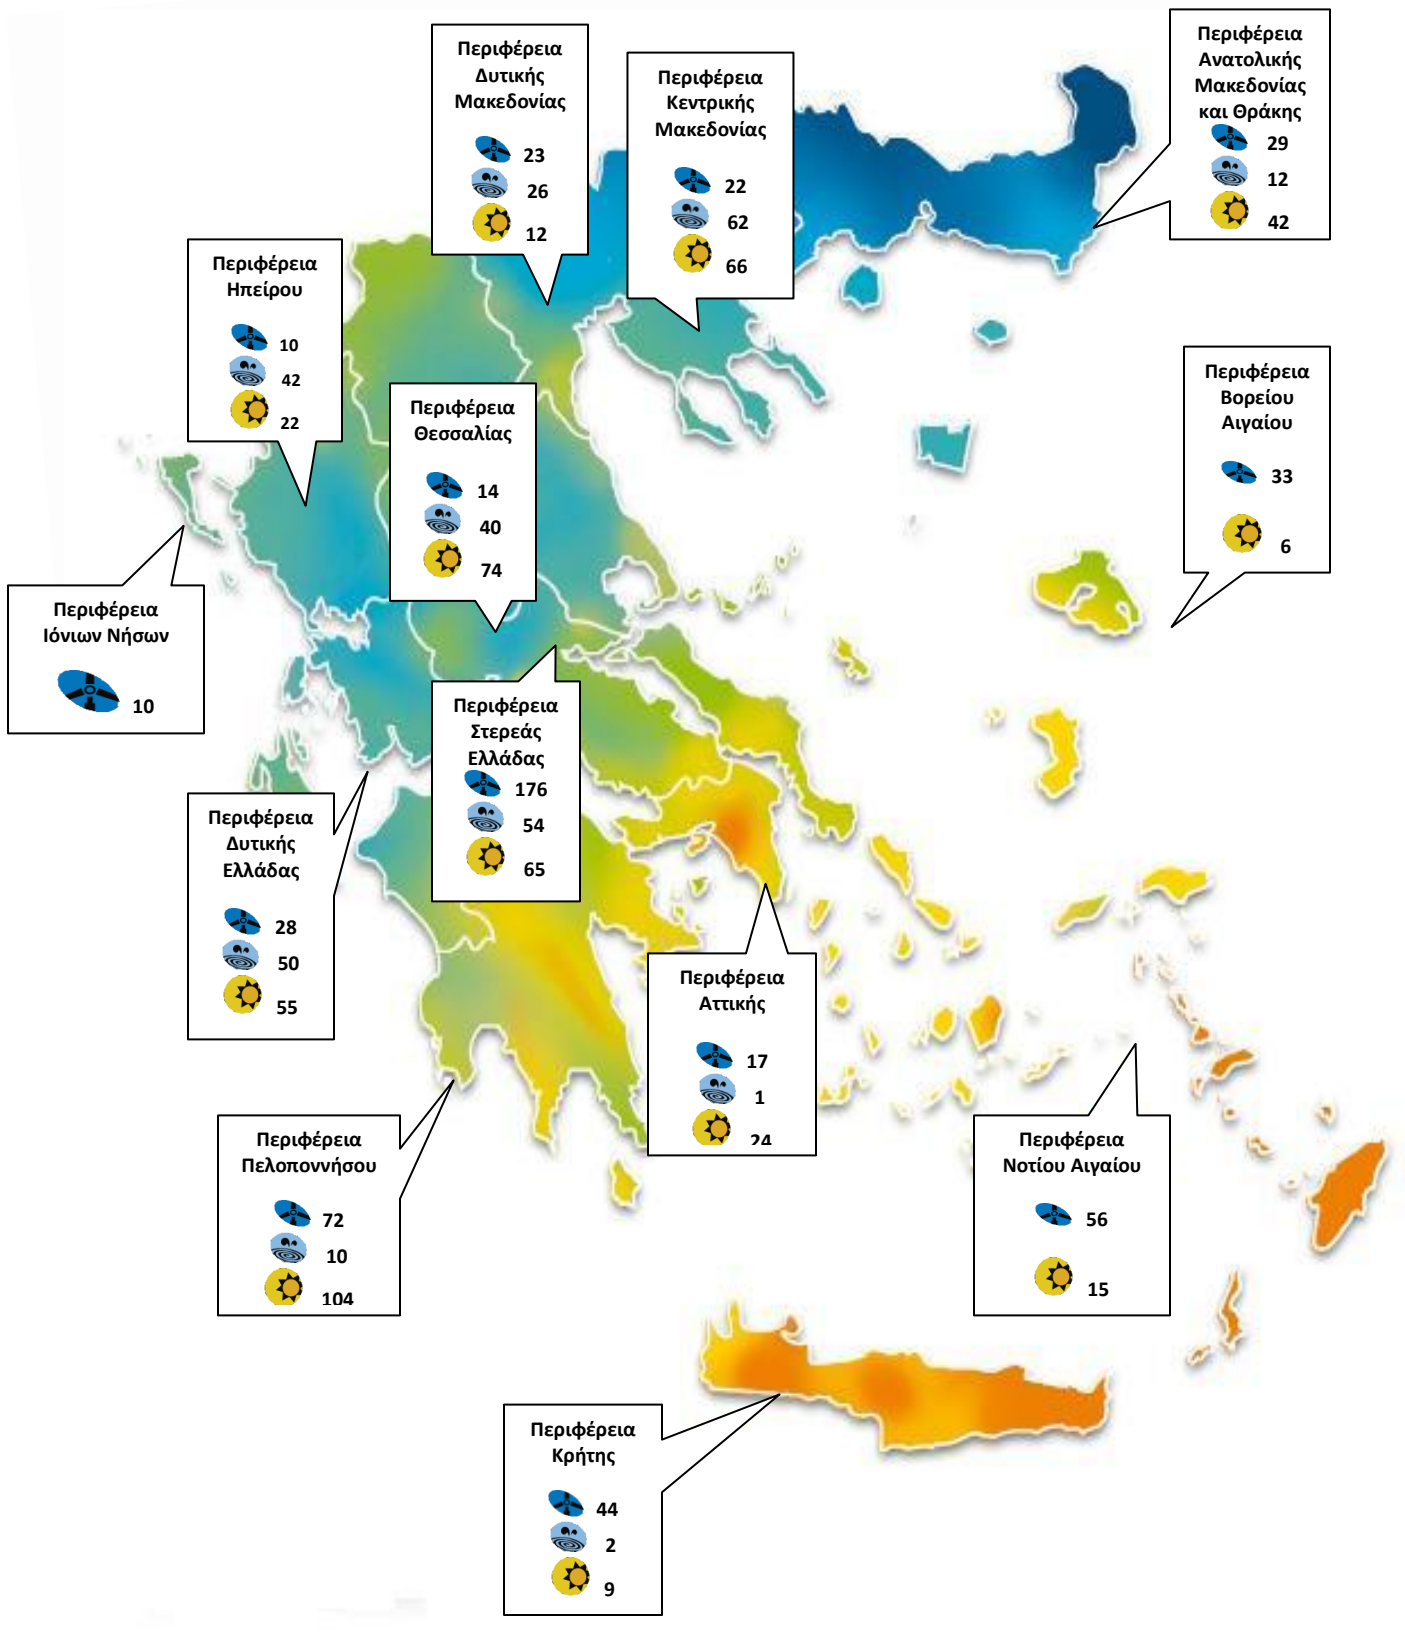 Περιφέρεια
Δυτικής
Μακεδονίας
23
26
12
Περιφέρεια
Κεντρικής
Μακεδονίας
22
62
66
Περιφέρεια
Ανατολικής
Μακεδονίας
και Θράκης
29
12
42
Περιφέρεια
Ηπείρου
10
42
22
Περιφέρεια
Θεσσαλίας
14
40
74
Περιφέρεια
Βορείου
Αιγαίου
33
6
Περιφέρεια
Ιόνιων Νήσων
10
Περιφέρεια
Στερεάς
Ελλάδας
176
54
65
Περιφέρεια
Δυτικής
Ελλάδας
28
50
55
Περιφέρεια
Αττικής
17
1
24
Περιφέρεια
Πελοποννήσου
72
10
104
Περιφέρεια
Νοτίου Αιγαίου
56
15
Περιφέρεια
Κρήτης
44
2
9